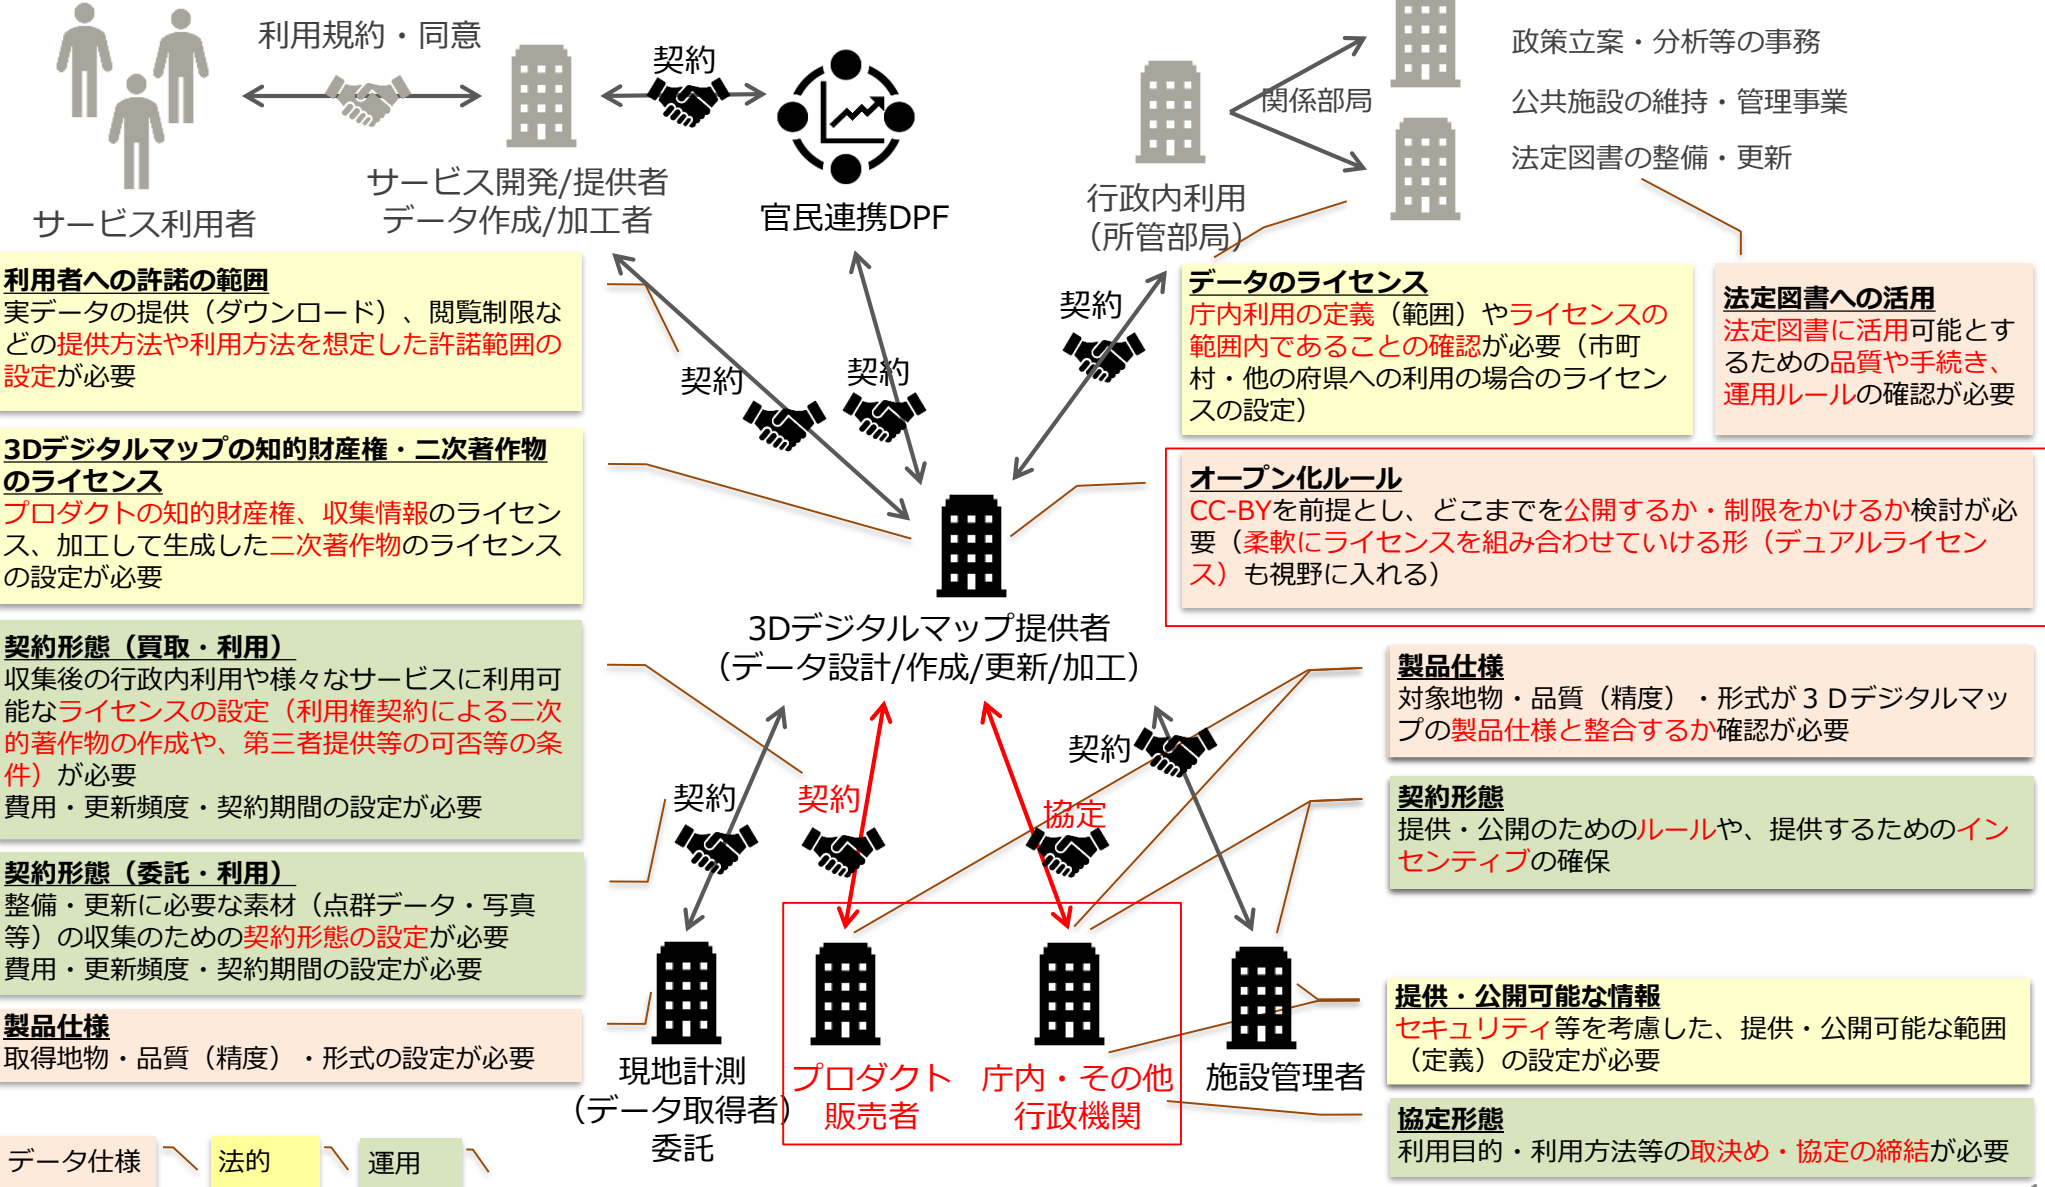 利用規約・同意
契約
サービス利用者
サービス開発/提供者
データ作成/加工者
官民連携DPF
行政内利用
（所管部局）
関係部局
政策立案・分析等の事務
公共施設の維持・管理事業
法定図書の整備・更新
利用者への許諾の範囲
実データの提供（ダウンロード）、閲覧制限な
どの提供方法や利用方法を想定した許諾範囲の
設定が必要
3Dデジタルマップの知的財産権・二次著作物
のライセンス
プロダクトの知的財産権、収集情報のライセン
ス、加工して生成した二次著作物のライセンス
の設定が必要
契約形態（買取・利用）
収集後の行政内利用や様々なサービスに利用可
能なライセンスの設定（利用権契約による二次
的著作物の作成や、第三者提供等の可否等の条
件）が必要
費用・更新頻度・契約期間の設定が必要
契約形態（委託・利用）
整備・更新に必要な素材（点群データ・写真
等）の収集のための契約形態の設定が必要
費用・更新頻度・契約期間の設定が必要
製品仕様
取得地物・品質（精度）・形式の設定が必要
データ仕様
法的
運用
契約
契約
契約
3Dデジタルマップ提供者
（データ設計/作成/更新/加工）
契約
契約
協定
契約
現地計測
（データ取得者）
委託
プロダクト
販売者
庁内・その他
行政機関
施設管理者
データのライセンス
庁内利用の定義（範囲）やライセンスの
範囲内であることの確認が必要（市町
村・他の府県への利用の場合のライセン
スの設定）
法定図書への活用
法定図書に活用可能とす
るための品質や手続き、
運用ルールの確認が必要
オープン化ルール
CC-BYを前提とし、どこまでを公開するか・制限をかけるか検討が必
要（柔軟にライセンスを組み合わせていける形（デュアルライセン
ス）も視野に入れる）
製品仕様
対象地物・品質（精度）・形式が３Ｄデジタルマッ
プの製品仕様と整合するか確認が必要
契約形態
提供・公開のためのルールや、提供するためのイン
センティブの確保
提供・公開可能な情報
セキュリティ等を考慮した、提供・公開可能な範囲
（定義）の設定が必要
協定形態
利用目的・利用方法等の取決め・協定の締結が必要